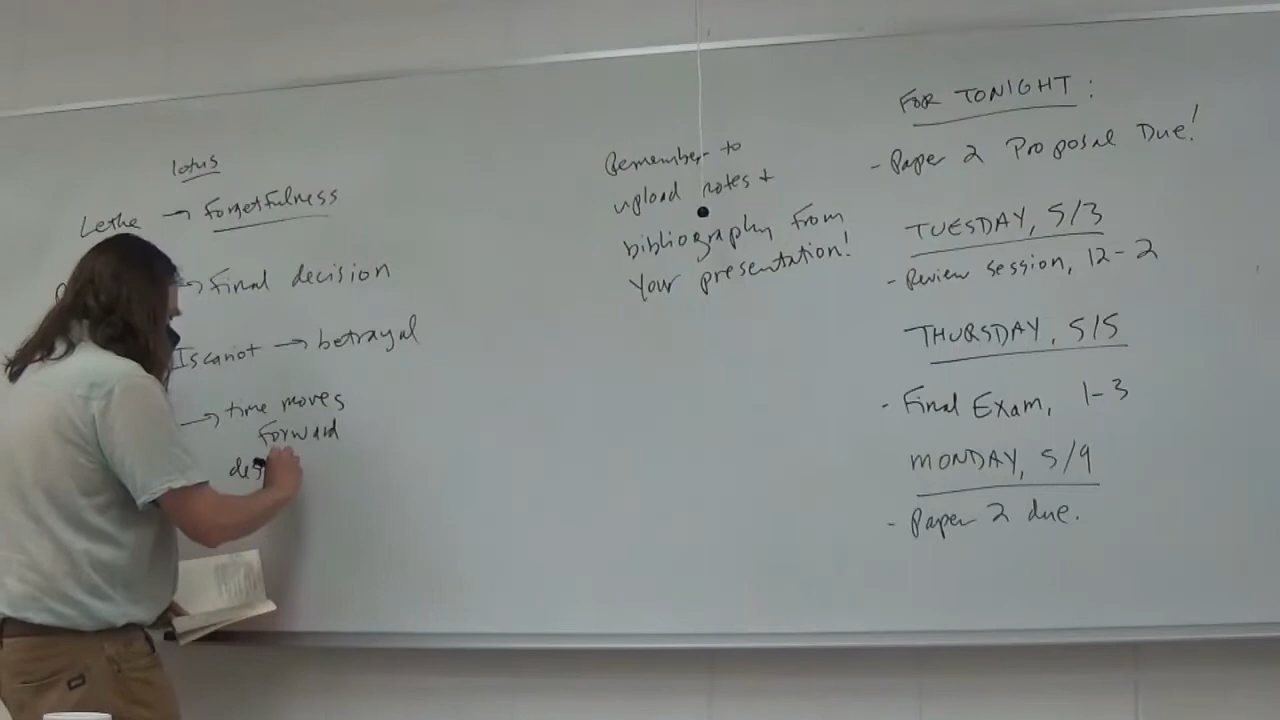 lotus
Lethe → forgetfulness
→ Final decision
Iscariot → betrayal
→ time moves
forward
des
Remember to
upload notes +
bibliography from
your presentation!
FOR TONIGHT:
- Paper 2 Proposal Due!
TUESDAY, 5/3
- Review session, 12-2
THURSDAY, 5/5
- Final Exam, 1-3
MONDAY, 5/9
- Paper 2 due.